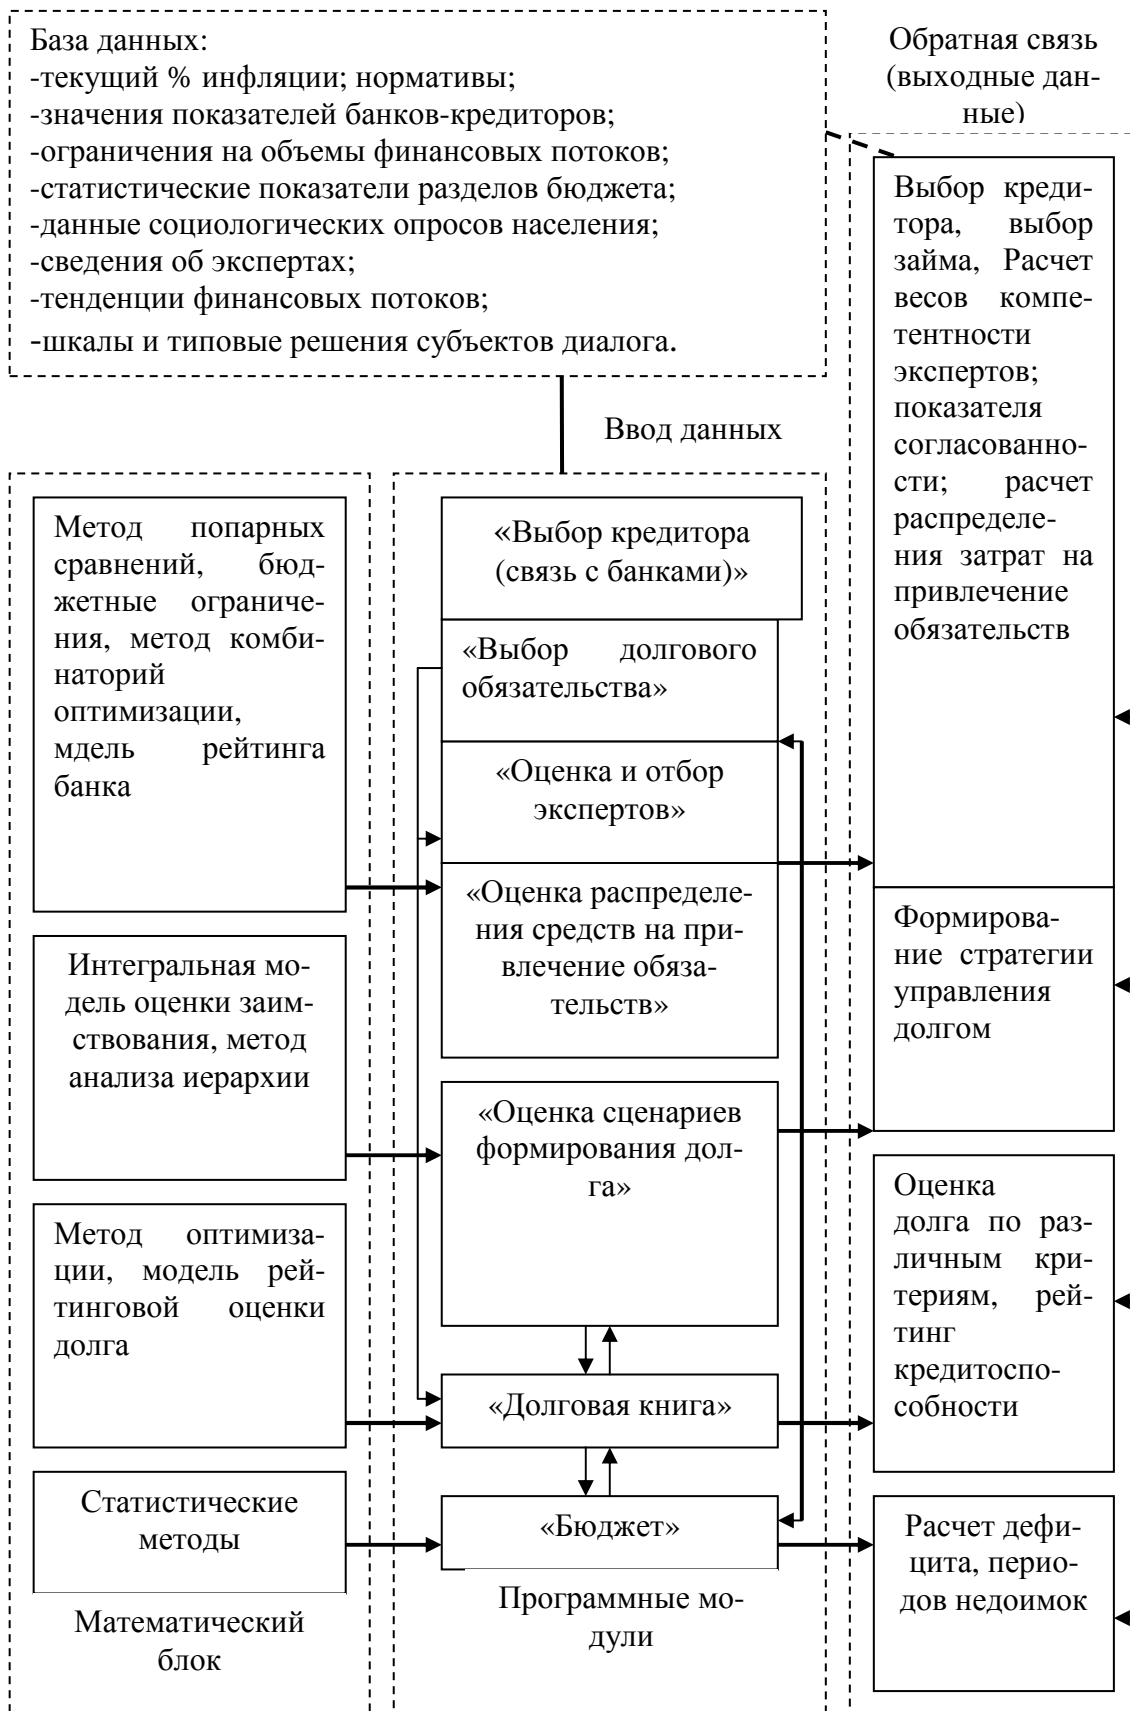 База данных:
-текущий % инфляции; нормативы;
-значения показателей банков-кредиторов;
-ограничения на объемы финансовых потоков;
-статистические показатели разделов бюджета;
-данные социологических опросов населения;
-сведения об экспертах;
-тенденции финансовых потоков;
-шкалы и типовые решения субъектов диалога.
Обратная связь
(выходные дан-
ные)
Ввод данных
Метод попарных
сравнений, бюд-
жетные ограниче-
ния, метод комби-
наторий
оптимизации,
мдель рейтинга
банка
Интегральная мо-
дель оценки заим-
ствования, метод
анализа иерархии
Метод оптимиза-
ции, модель рей-
тинговой оценки
долга
Статистические
методы
Математический
блок
«Выбор кредитора
(связь с банками)»
«Выбор долгового
обязательства»
«Оценка и отбор
экспертов»
«Оценка распределе-
ния средств на при-
влечение обяза-
тельств»
«Оценка сценариев
формирования дол-
га»
«Долговая книга»
«Бюджет»
Программные мо-
дули
Выбор креди-
тора, выбор
займа, Расчет
весов компе-
тентности
экспертов;
показателя
согласованно-
сти; расчет
распределе-
ния затрат на
привлечение
обязательств
Формирова-
ние стратегии
управления
долгом
Оценка
долга по раз-
личным кри-
териям, рей-
тинг
кредитоспо-
собности
Расчет дефи-
цита, перио-
дов недоимок